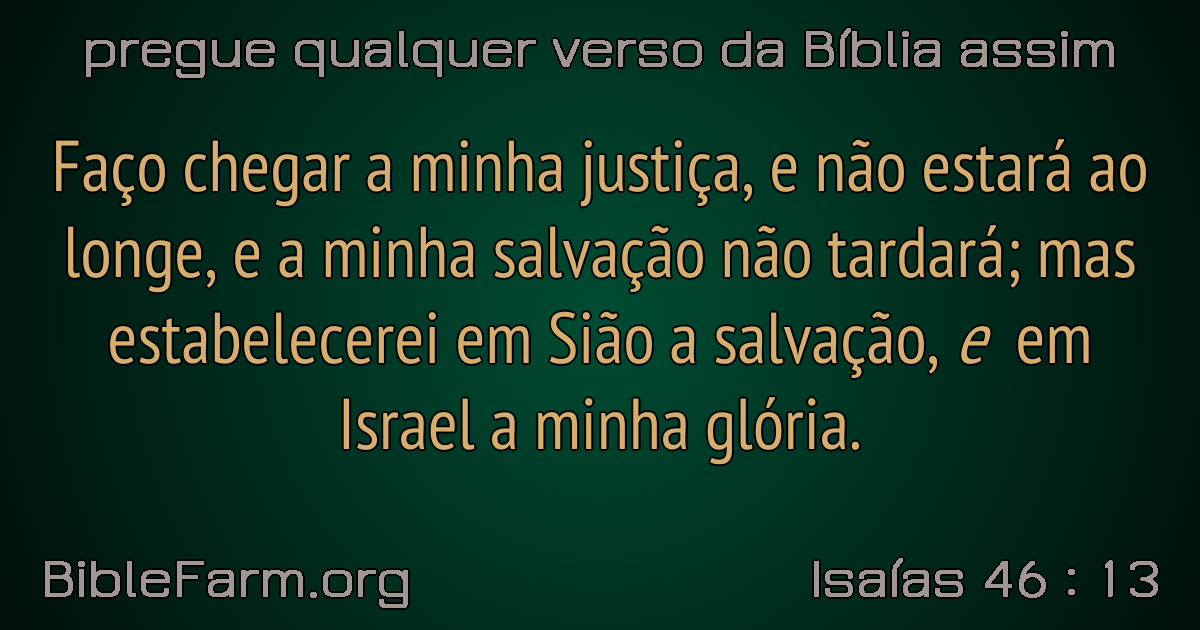 pregue qualquer verso da Bíblia assim
Faço chegar a minha justiça, e não estará ao
longe, e a minha salvação não tardará; mas
estabelecerei em Sião a salvação, e em
Israel a minha glória.
BibleFarm.org
Isaías 46 : 13